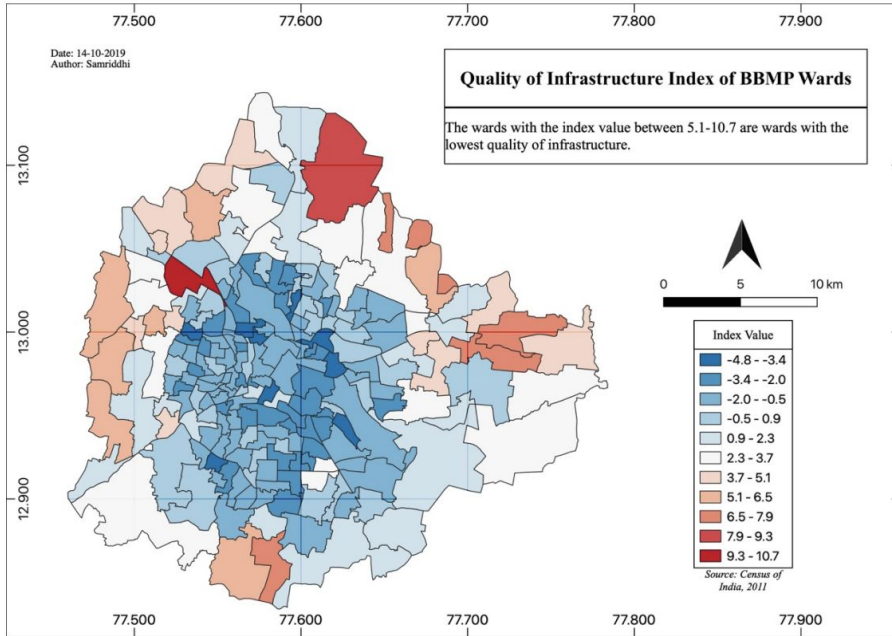 77.500 77.600 77.700 77.800 77.900
Date: 14-10-2019
Author: Samriddhi
Quality of Infrastructure Index of BBMP Wards
The wards with the index value between 5.1-10.7 are wards with the
lowest quality of infrastructure.
13.100
13.000
12.900
0 5 10 km
Index Value
-4.8 - -3.4
-3.4 - -2.0
-2.0 - -0.5
-0.5 - 0.9
0.9 - 2.3
2.3 - 3.7
3.7 - 5.1
5.1 - 6.5
6.5 - 7.9
7.9 - 9.3
9.3 - 10.7
Source: Census of
India, 2011
77.500 77.600 77.700 77.800 77.900